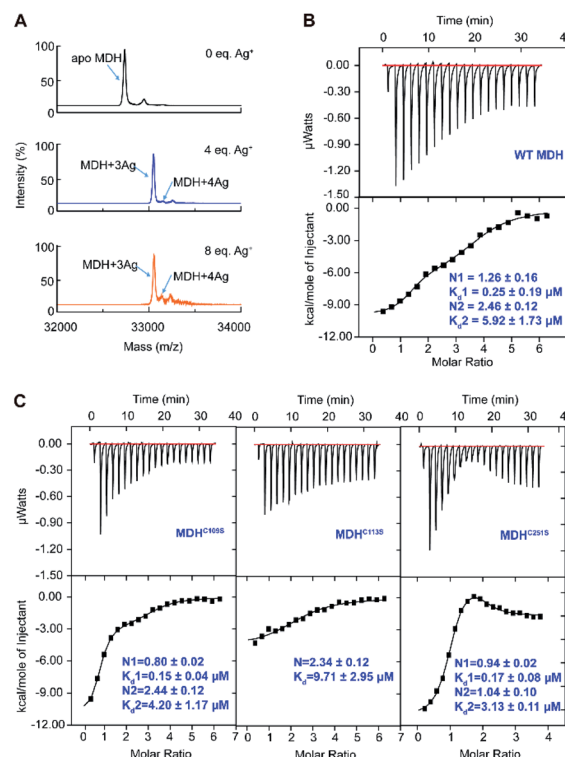 A
100
50
0
apo MDH
0 eq. Ag⁺
100
50
0
MDH+3Ag
MDH+4Ag
4 eq. Ag⁺
100
50
0
MDH+3Ag
MDH+4Ag
8 eq. Ag⁺
Intensity (%)
32000 33000 34000
Mass (m/z)
B
Time (min)
0 10 20 30 40
0.00
-0.30
-0.60
-0.90
-1.20
-1.50
µWatts
WT MDH
0.00
-3.00
-6.00
-9.00
-12.00
kcal/mole of Injectant
N1 = 1.26 ± 0.16
Kd1 = 0.25 ± 0.19 µM
N2 = 2.46 ± 0.12
Kd2 = 5.92 ± 1.73 µM
0 1 2 3 4 5 6
Molar Ratio
C
Time (min) Time (min) Time (min)
0 10 20 30 40 0 10 20 30 40 0 10 20 30 40
0.00
-0.30
-0.60
-0.90
-1.20
-1.50
µWatts
MDH^C109S MDH^C113S MDH^C251S
0.00
-3.00
-6.00
-9.00
-12.00
kcal/mole of Injectant
N1=0.80 ± 0.02
Kd1=0.15 ± 0.04 µM
N2=2.44 ± 0.12
Kd2=4.20 ± 1.17 µM
N=2.34 ± 0.12
Kd=9.71 ± 2.95 µM
N1=0.94 ± 0.02
Kd1=0.17 ± 0.08 µM
N2=1.04 ± 0.10
Kd2=3.13 ± 0.11 µM
0 1 2 3 4 5 6 7 0 1 2 3 4 5 6 7 0 1 2 3 4
Molar Ratio Molar Ratio Molar Ratio